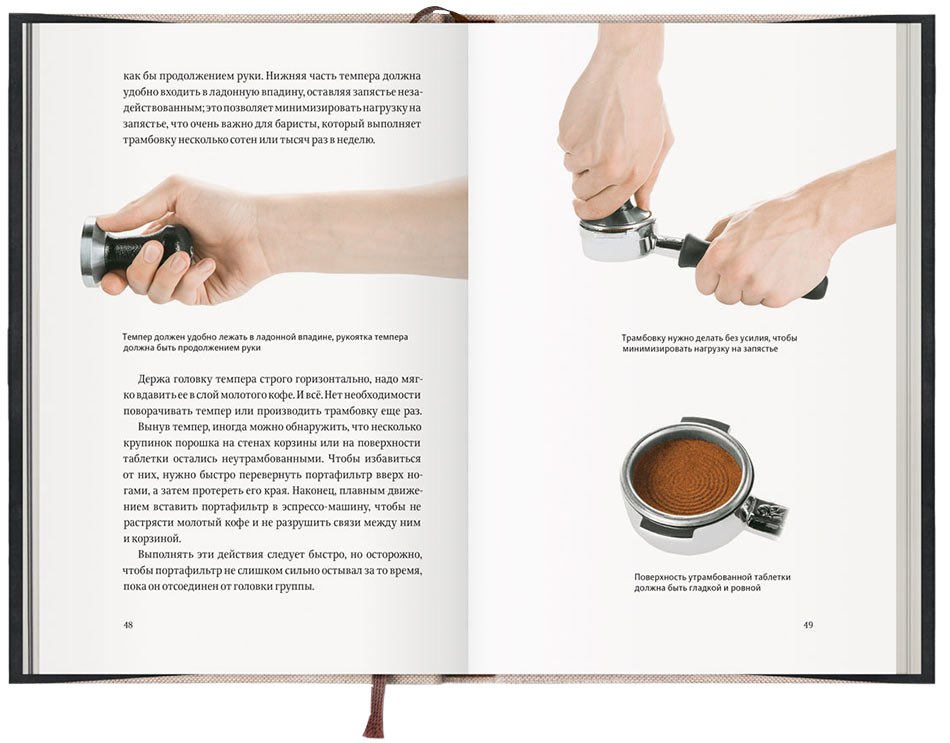 как бы продолжением руки. Нижняя часть темпера должна
удобно входить в ладонную впадину, оставляя запястье неза-
действованным; это позволяет минимизировать нагрузку на
запястье, что очень важно для баристы, который выполняет
трамбовку несколько сотен или тысяч раз в неделю.
Темпер должен удобно лежать в ладонной впадине, рукоятка темпера
должна быть продолжением руки
Держа головку темпера строго горизонтально, надо мяг-
ко вдавить ее в слой молотого кофе. И всё. Нет необходимости
поворачивать темпер или производить трамбовку еще раз.
Вынув темпер, иногда можно обнаружить, что несколько
крупинок порошка на стенах корзины или на поверхности
таблетки остались неутрамбованными. Чтобы избавиться
от них, нужно быстро перевернуть портафильтр вверх но-
гами, а затем протереть его края. Наконец, плавным движе-
нием вставить портафильтр в эспрессо-машину, чтобы не
растрясти молотый кофе и не разрушить связи между ним
и корзиной.
Выполнять эти действия следует быстро, но осторожно,
чтобы портафильтр не слишком сильно остывал за то время,
пока он отсоединен от головки группы.
48
Трамбовку нужно делать без усилия, чтобы
минимизировать нагрузку на запястье
Поверхность утрамбованной таблетки
должна быть гладкой и ровной
49